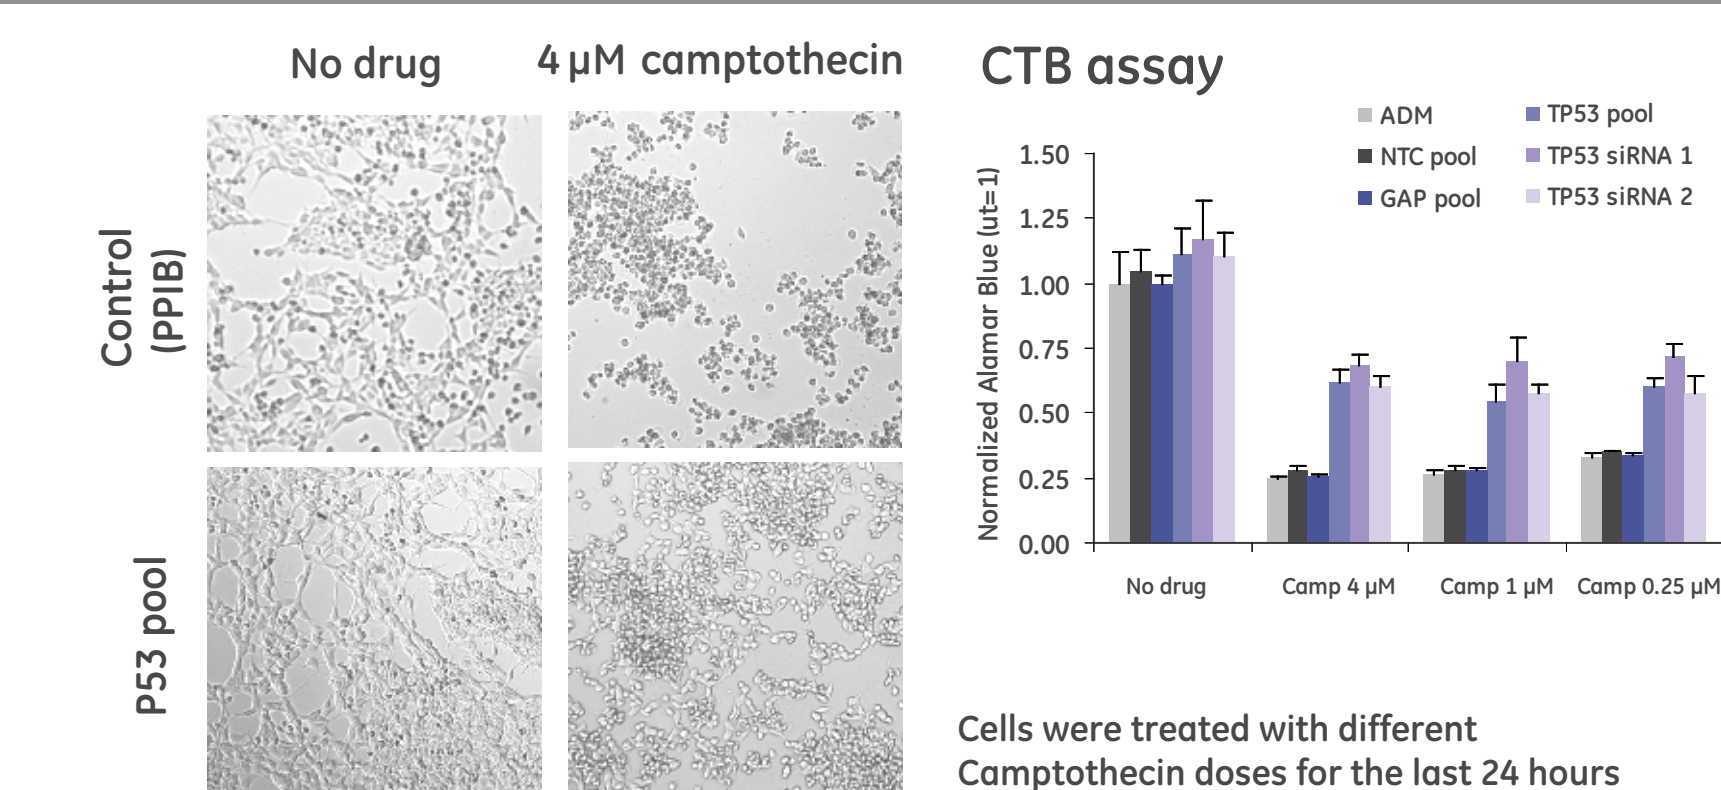 No drug
4 µM camptothecin
Control
(PPIB)
P53 pool
CTB assay
ADM
NTC pool
GAP pool
TP53 pool
TP53 siRNA 1
TP53 siRNA 2
Normalized Alamar Blue (ut=1)
1.50
1.25
1.00
0.75
0.50
0.25
0.00
No drug
Camp 4 µM
Camp 1 µM
Camp 0.25 µM
Cells were treated with different
Camptothecin doses for the last 24 hours